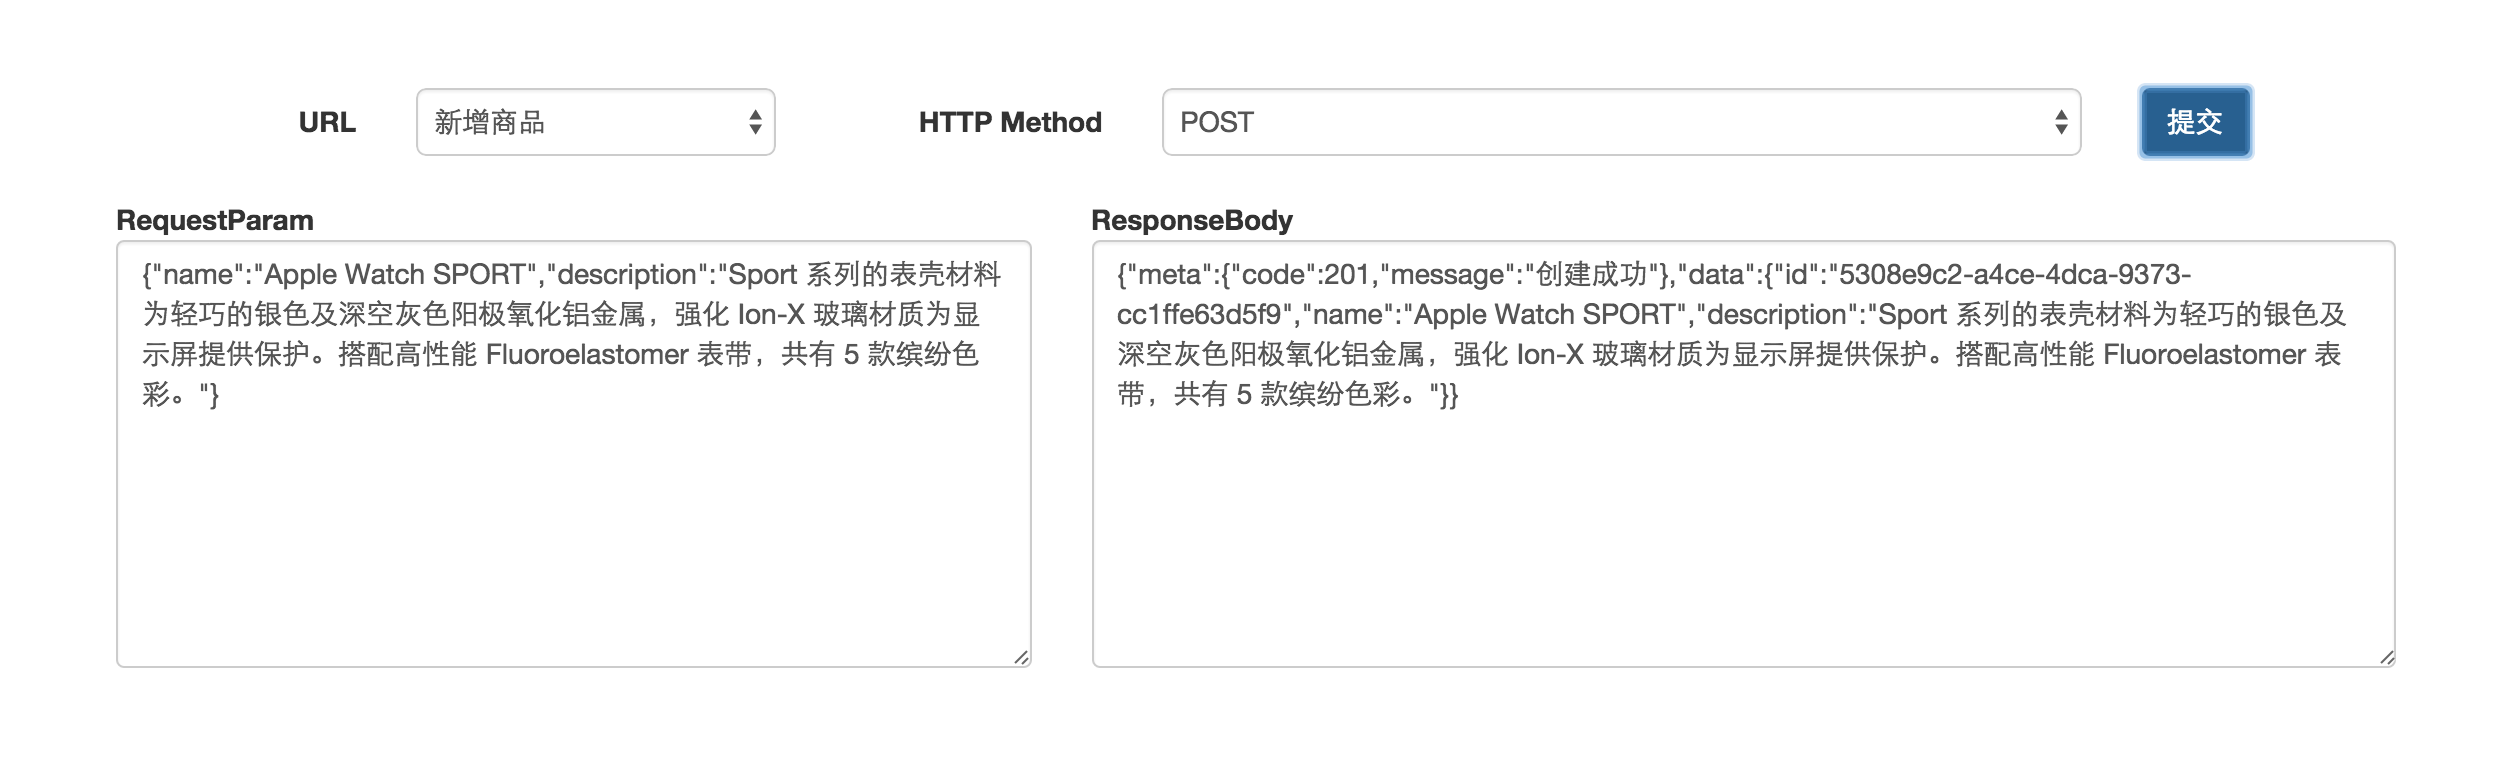 URL 新增商品 HTTP Method POST 提交
RequestParam
{"name":"Apple Watch SPORT","description":"Sport 系列的表壳材料
为轻巧的银色及深空灰色阳极氧化铝金属，强化 Ion-X 玻璃材质为显
示屏提供保护。搭配高性能 Fluoroelastomer 表带，共有 5 款缤纷色
彩。"}
ResponseBody
{"meta":{"code":201,"message":"创建成功"},"data":{"id":"5308e9c2-a4ce-4dca-9373-
cc1ffe63d5f9","name":"Apple Watch SPORT","description":"Sport 系列的表壳材料为轻巧的银色及
深空灰色阳极氧化铝金属，强化 Ion-X 玻璃材质为显示屏提供保护。搭配高性能 Fluoroelastomer 表
带，共有 5 款缤纷色彩。"}}